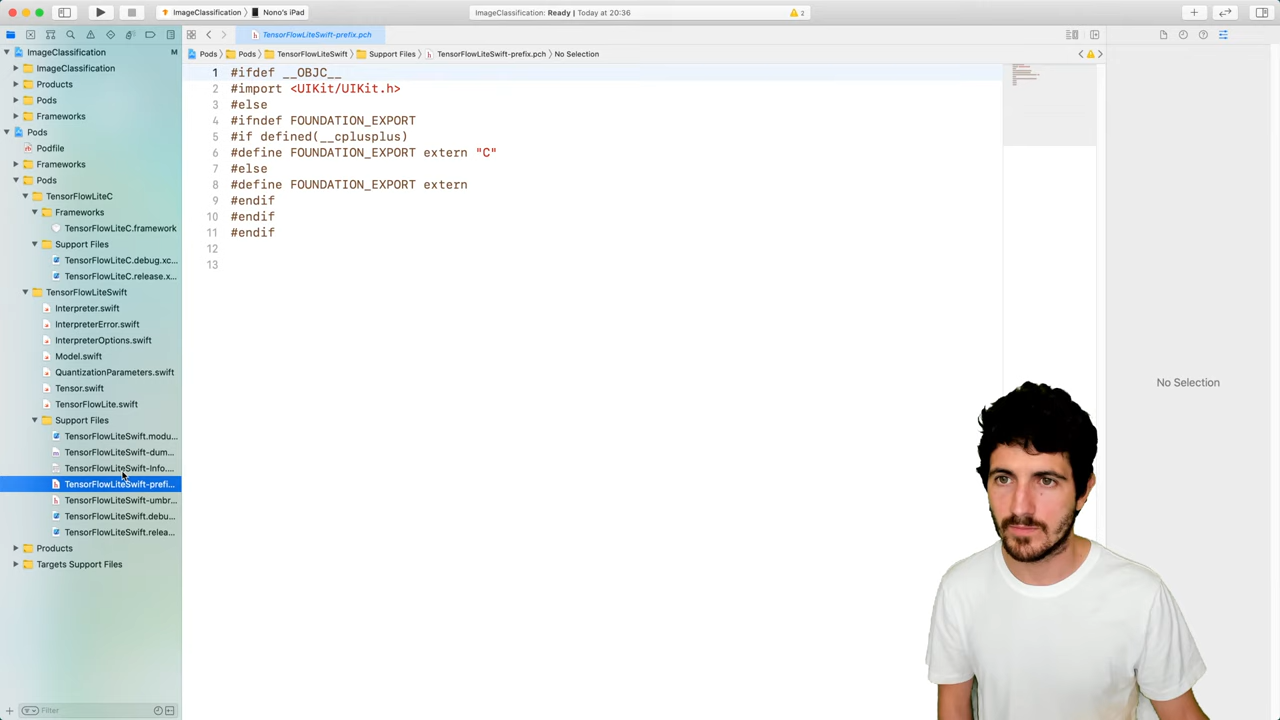 ImageClassification
Nono's iPad
ImageClassification: Ready | Today at 20:36
2
TensorFlowLiteSwift-prefix.pch
Pods
Pods
TensorFlowLiteSwift
Support Files
TensorFlowLiteSwift-prefix.pch
No Selection
ImageClassification
M
ImageClassification
Products
Pods
Frameworks
Pods
Podfile
Frameworks
Pods
TensorFlowLiteC
Frameworks
TensorFlowLiteC.framework
Support Files
TensorFlowLiteC.debug.xc...
TensorFlowLiteC.release.x...
TensorFlowLiteSwift
Interpreter.swift
InterpreterError.swift
InterpreterOptions.swift
Model.swift
QuantizationParameters.swift
Tensor.swift
TensorFlowLite.swift
Support Files
TensorFlowLiteSwift.modu...
TensorFlowLiteSwift-dum...
TensorFlowLiteSwift-Info....
TensorFlowLiteSwift-prefi...
TensorFlowLiteSwift-umbr...
TensorFlowLiteSwift.debu...
TensorFlowLiteSwift.relea...
Products
Targets Support Files
Filter
1 #ifdef __OBJC__
2 #import <UIKit/UIKit.h>
3 #else
4 #ifndef FOUNDATION_EXPORT
5 #if defined(__cplusplus)
6 #define FOUNDATION_EXPORT extern "C"
7 #else
8 #define FOUNDATION_EXPORT extern
9 #endif
10 #endif
11 #endif
12
13
No Selection